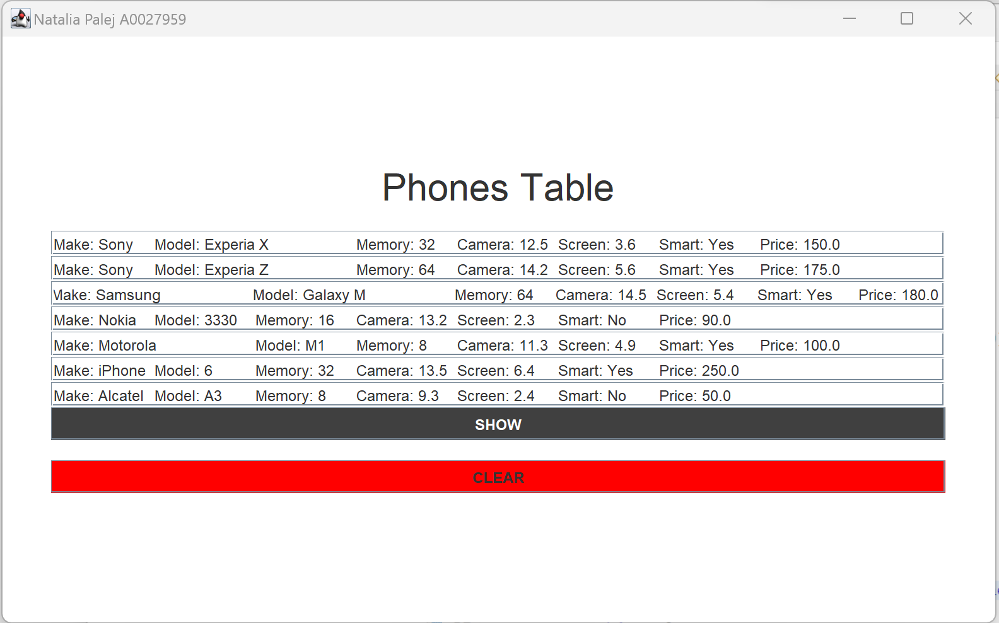 Natalia Palej A0027959
Phones Table
Make: Sony Model: Experia X Memory: 32 Camera: 12.5 Screen: 3.6 Smart: Yes Price: 150.0
Make: Sony Model: Experia Z Memory: 64 Camera: 14.2 Screen: 5.6 Smart: Yes Price: 175.0
Make: Samsung Model: Galaxy M Memory: 64 Camera: 14.5 Screen: 5.4 Smart: Yes Price: 180.0
Make: Nokia Model: 3330 Memory: 16 Camera: 13.2 Screen: 2.3 Smart: No Price: 90.0
Make: Motorola Model: M1 Memory: 8 Camera: 11.3 Screen: 4.9 Smart: Yes Price: 100.0
Make: iPhone Model: 6 Memory: 32 Camera: 13.5 Screen: 6.4 Smart: Yes Price: 250.0
Make: Alcatel Model: A3 Memory: 8 Camera: 9.3 Screen: 2.4 Smart: No Price: 50.0
SHOW
CLEAR